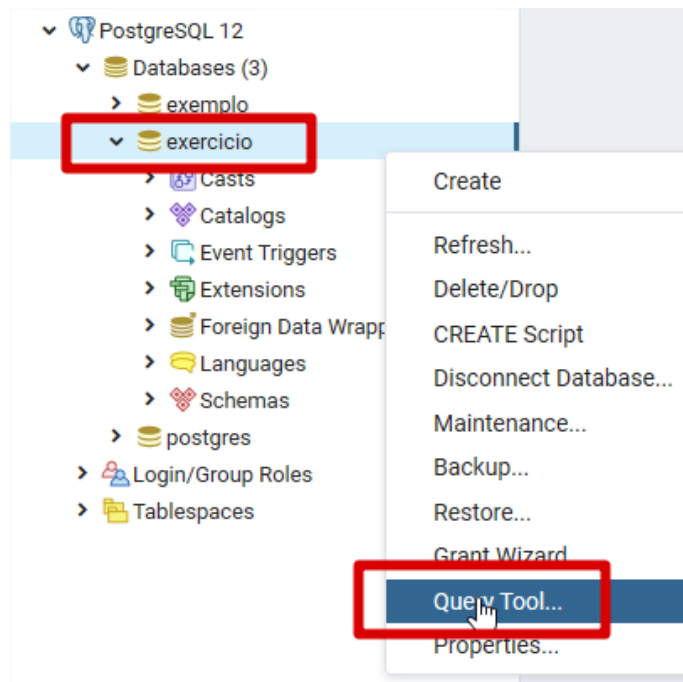 PostgreSQL 12
Databases (3)
exemplo
exercicio
Casts
Catalogs
Event Triggers
Extensions
Foreign Data Wrapp
Languages
Schemas
postgres
Login/Group Roles
Tablespaces
Create
Refresh...
Delete/Drop
CREATE Script
Disconnect Database...
Maintenance...
Backup...
Restore...
Grant Wizard
Query Tool...
Properties...